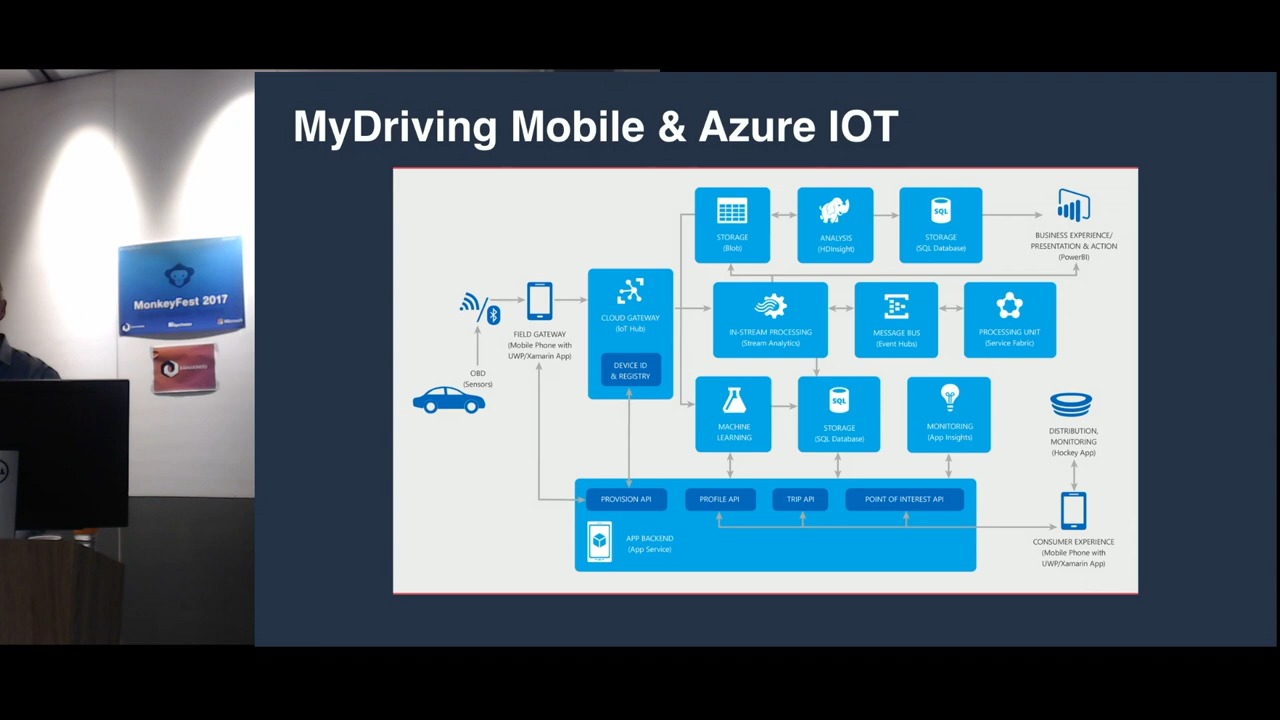 MyDriving Mobile & Azure IOT
MonkeyFest 2017
OBD
(Sensors)
FIELD GATEWAY
(Mobile Phone with
UWP/Xamarin App)
CLOUD GATEWAY
(IoT Hub)
DEVICE ID
& REGISTRY
STORAGE
(Blob)
ANALYSIS
(HDInsight)
SQL
STORAGE
(SQL Database)
BUSINESS EXPERIENCE/
PRESENTATION & ACTION
(PowerBI)
IN-STREAM PROCESSING
(Stream Analytics)
MESSAGE BUS
(Event Hubs)
PROCESSING UNIT
(Service Fabric)
MACHINE
LEARNING
SQL
STORAGE
(SQL Database)
MONITORING
(App Insights)
DISTRIBUTION,
MONITORING
(Hockey App)
PROVISION API
PROFILE API
TRIP API
POINT OF INTEREST API
APP BACKEND
(App Service)
CONSUMER EXPERIENCE
(Mobile Phone with
UWP/Xamarin App)